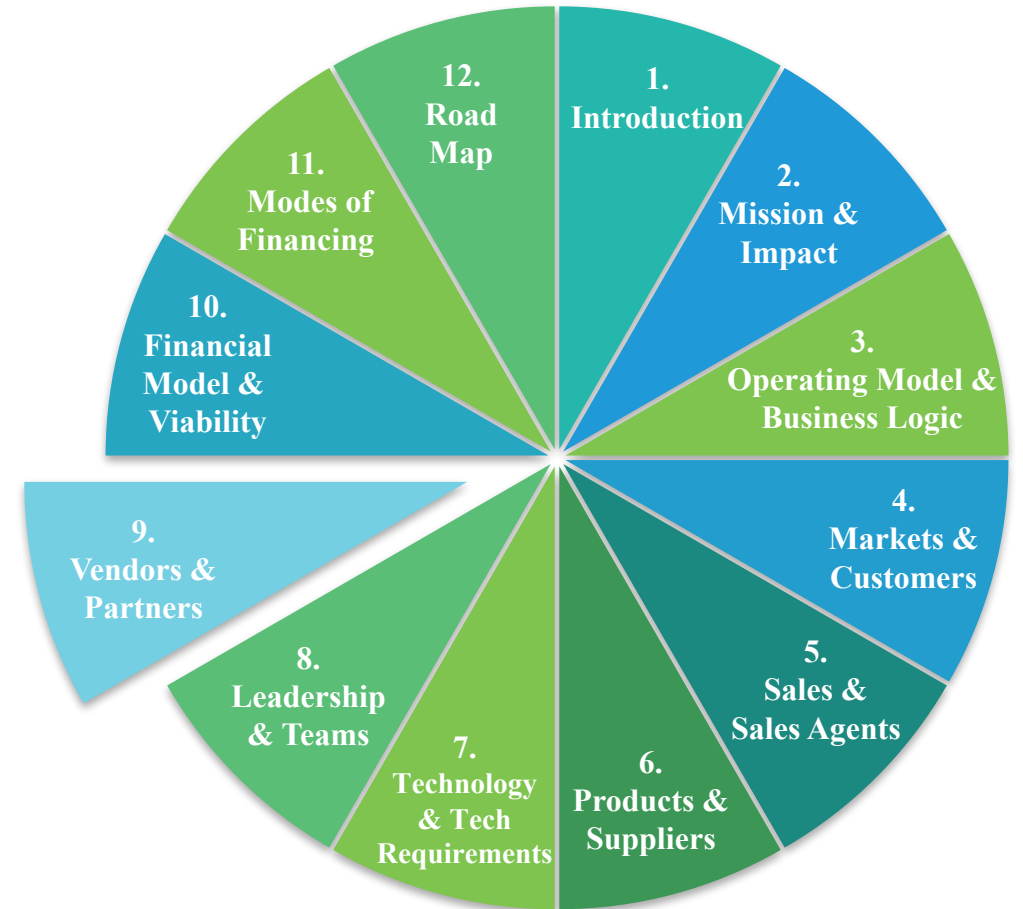 1.
Introduction
2.
Mission &
Impact
3.
Operating Model &
Business Logic
4.
Markets &
Customers
5.
Sales &
Sales Agents
6.
Products &
Suppliers
7.
Technology
& Tech
Requirements
8.
Leadership
& Teams
9.
Vendors &
Partners
10.
Financial
Model &
Viability
11.
Modes of
Financing
12.
Road
Map